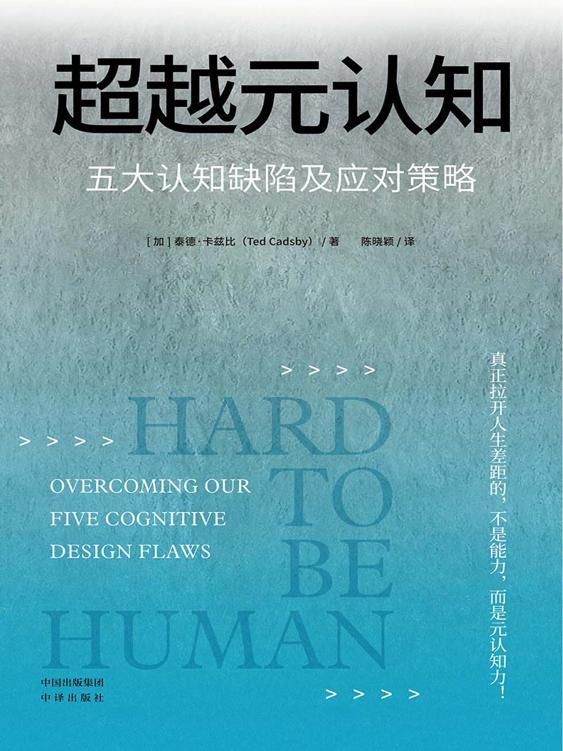 超越元认知
五大认知缺陷及应对策略
[ 加 ] 泰德·卡兹比（Ted Cadsby） / 著 陈晓颖 / 译
> > > >
真正拉开人生差距的，不是能力，而是元认知力！
HARD
> > > >
TO
BE
HUMAN
OVERCOMING OUR
FIVE COGNITIVE
DESIGN FLAWS
中国出版集团
中译出版社
> > > >